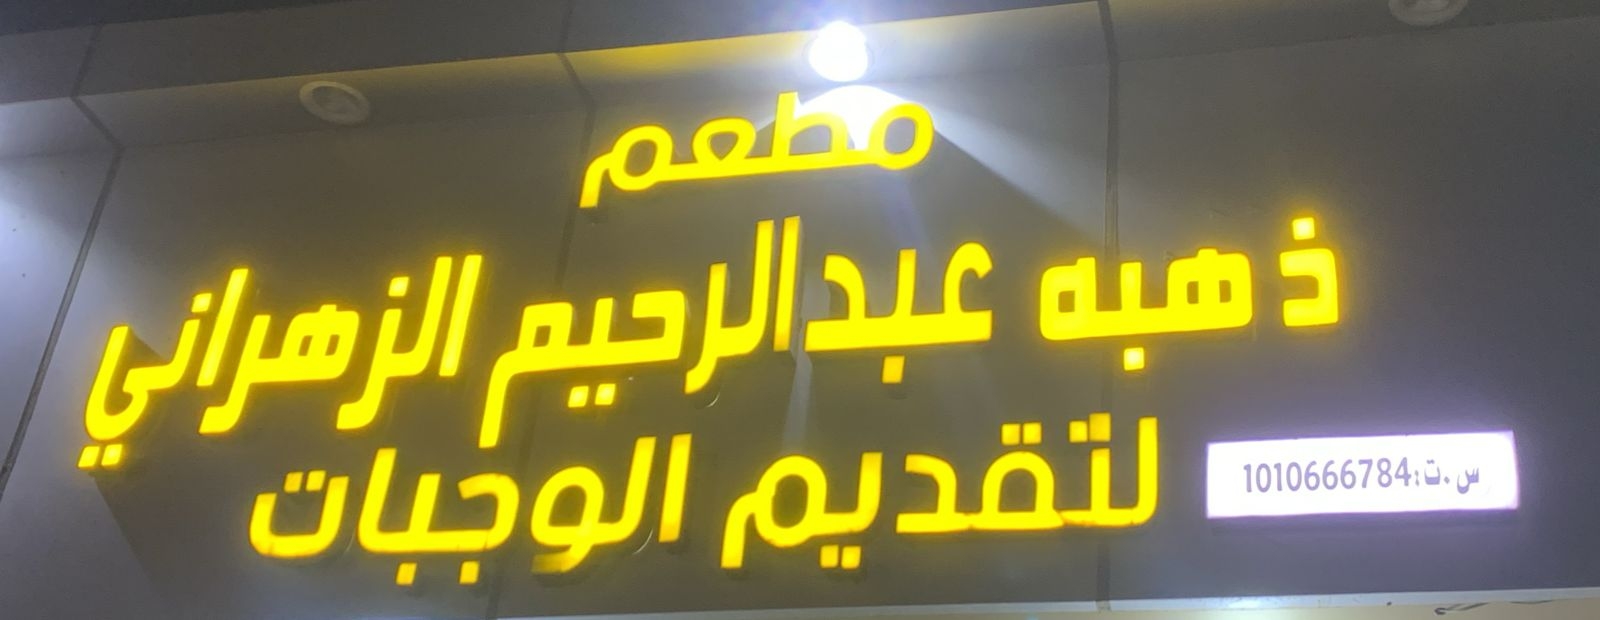 مطعم
ذهبه عبدالرحيم الزهراني
لتقديم الوجبات
س.ت:1010666784